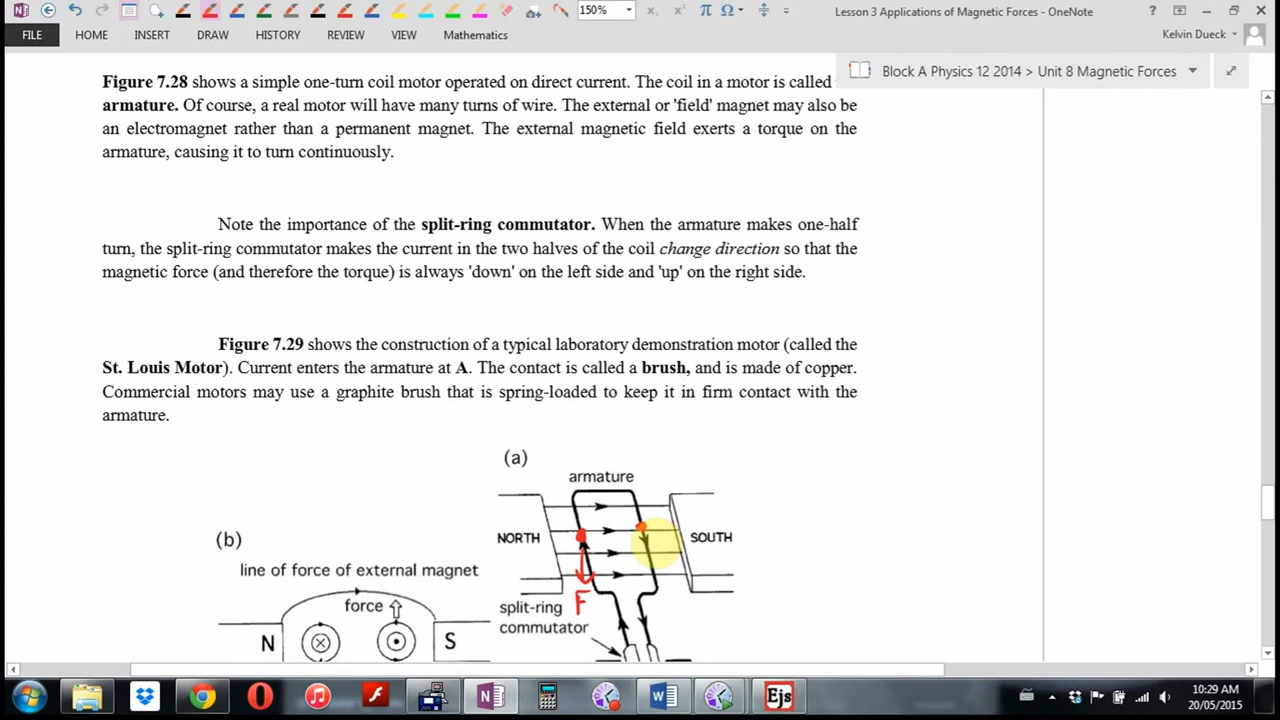 150%
Lesson 3 Applications of Magnetic Forces - OneNote
FILE HOME INSERT DRAW HISTORY REVIEW VIEW Mathematics
Kelvin Dueck
Block A Physics 12 2014 > Unit 8 Magnetic Forces
Figure 7.28 shows a simple one-turn coil motor operated on direct current. The coil in a motor is called
armature. Of course, a real motor will have many turns of wire. The external or 'field' magnet may also be
an electromagnet rather than a permanent magnet. The external magnetic field exerts a torque on the
armature, causing it to turn continuously.
Note the importance of the split-ring commutator. When the armature makes one-half
turn, the split-ring commutator makes the current in the two halves of the coil change direction so that the
magnetic force (and therefore the torque) is always 'down' on the left side and 'up' on the right side.
Figure 7.29 shows the construction of a typical laboratory demonstration motor (called the
St. Louis Motor). Current enters the armature at A. The contact is called a brush, and is made of copper.
Commercial motors may use a graphite brush that is spring-loaded to keep it in firm contact with the
armature.
(a)
armature
NORTH
SOUTH
F
split-ring
commutator
(b)
line of force of external magnet
force
N
S
Ejs
10:29 AM
20/05/2015